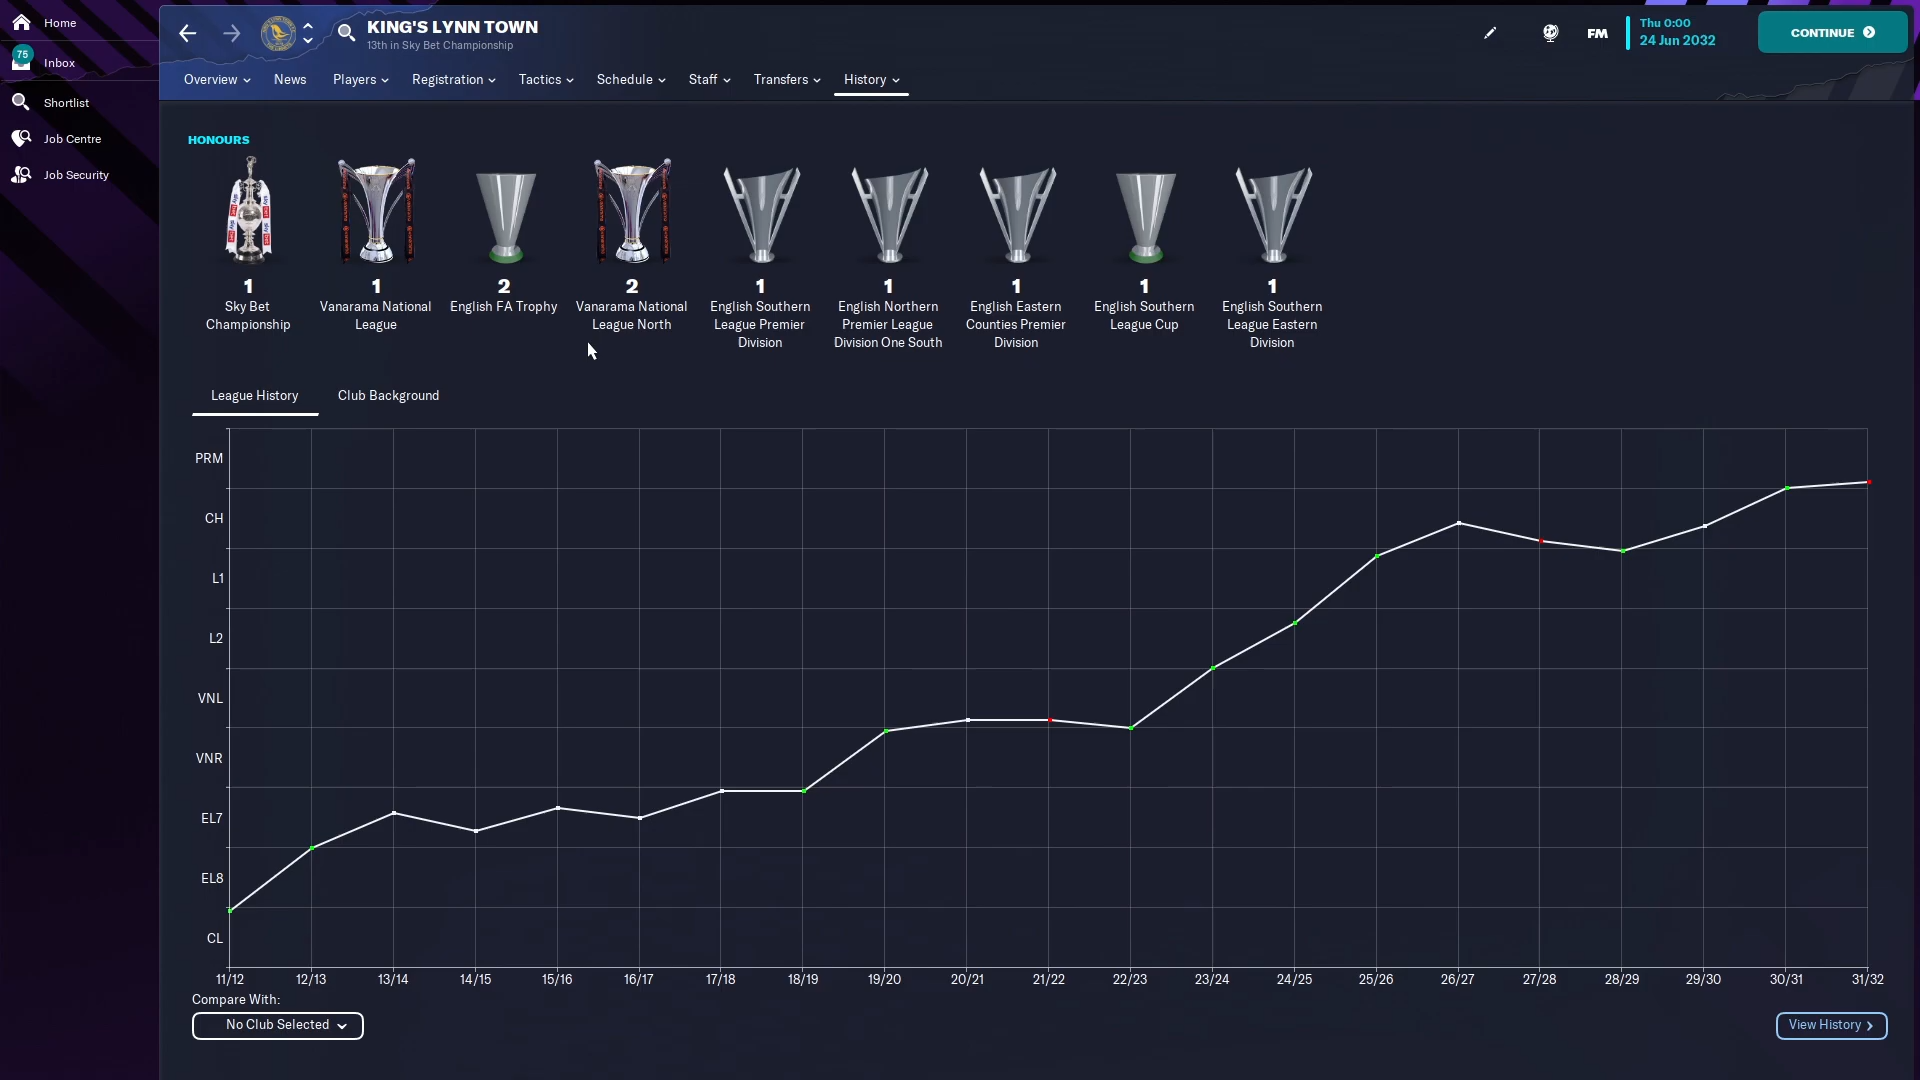 Home
75
Inbox
Shortlist
Job Centre
Job Security
KING'S LYNN TOWN
13th in Sky Bet Championship
FM
Thu 0:00
24 Jun 2032
CONTINUE
Overview
News
Players
Registration
Tactics
Schedule
Staff
Transfers
History
HONOURS
1
Sky Bet
Championship
1
Vanarama National
League
2
English FA Trophy
2
Vanarama National
League North
1
English Southern
League Premier
Division
1
English Northern
Premier League
Division One South
1
English Eastern
Counties Premier
Division
1
English Southern
League Cup
1
English Southern
League Eastern
Division
League History
Club Background
PRM
CH
L1
L2
VNL
VNR
EL7
EL8
CL
11/12
12/13
13/14
14/15
15/16
16/17
17/18
18/19
19/20
20/21
21/22
22/23
23/24
24/25
25/26
26/27
27/28
28/29
29/30
30/31
31/32
Compare With:
No Club Selected
View History